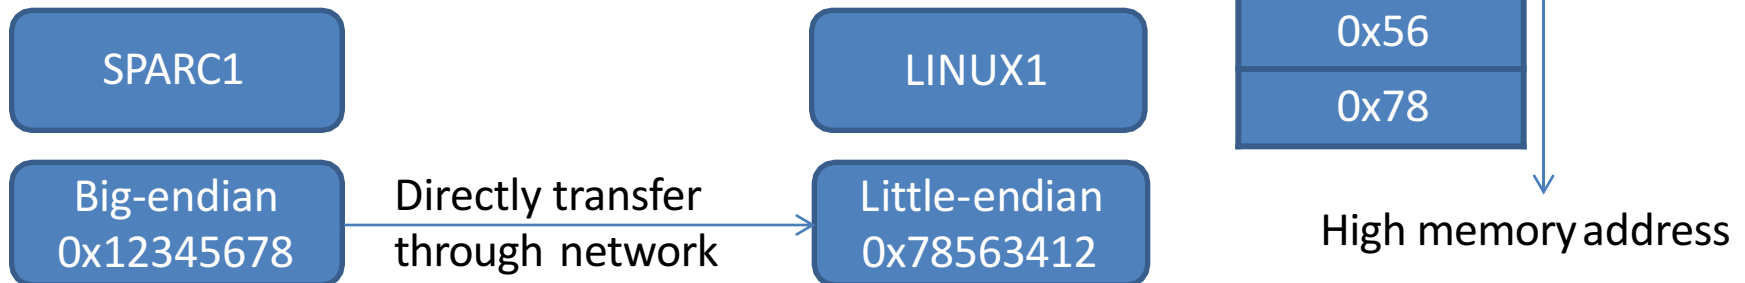 SPARC1
LINUX1
0x56
0x78
Big-endian
0x12345678
Directly transfer
through network
Little-endian
0x78563412
High memory address